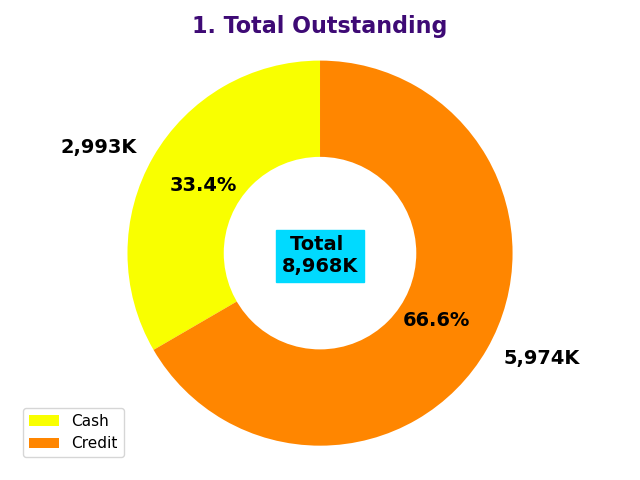 1. Total Outstanding
2,993K
33.4%
Total
8,968K
66.6%
5,974K
Cash
Credit